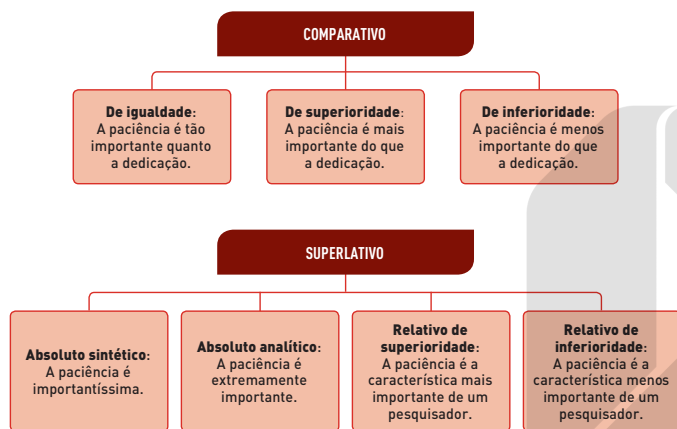 COMPARATIVO
De igualdade:
A paciência é tão
importante quanto
a dedicação.
De superioridade:
A paciência é mais
importante do que
a dedicação.
De inferioridade:
A paciência é menos
importante do que
a dedicação.
SUPERLATIVO
Absoluto sintético:
A paciência é
importantíssima.
Absoluto analítico:
A paciência é
extremamente
importante.
Relativo de
superioridade:
A paciência é a
característica mais
importante de um
pesquisador.
Relativo de
inferioridade:
A paciência é a
característica menos
importante de um
pesquisador.